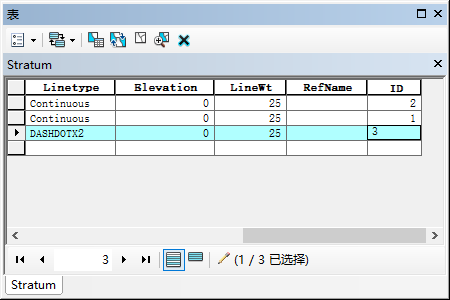 表
Stratum
Linetype Elevation LineWt RefName ID
Continuous 0 25 2
Continuous 0 25 1
DASHDOTX2 0 25 3
3 (1 / 3 已选择)
Stratum